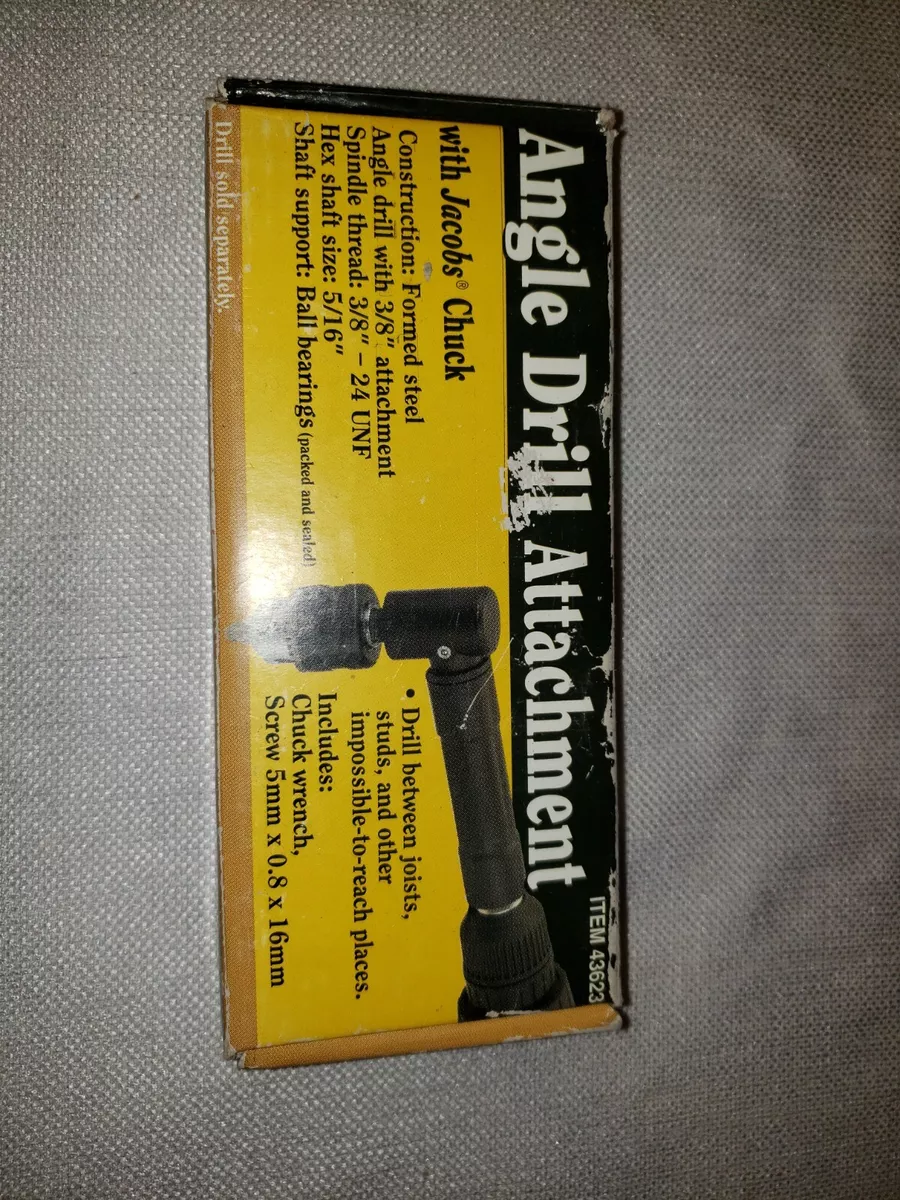 Angle Drill Attachment
ITEM 43623
with Jacobs® Chuck
Construction: Formed steel
Angle drill with 3/8" attachment
Spindle thread: 3/8" – 24 UNF
Hex shaft size: 5/16"
Shaft support: Ball bearings (packed and sealed)
• Drill between joists,
studs, and other
impossible-to-reach places.
Includes:
Chuck wrench,
Screw 5mm x 0.8 x 16mm
Drill sold separately.